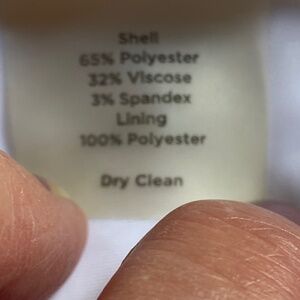 Shell
65% Polyester
32% Viscose
3% Spandex
Lining
100% Polyester
Dry Clean